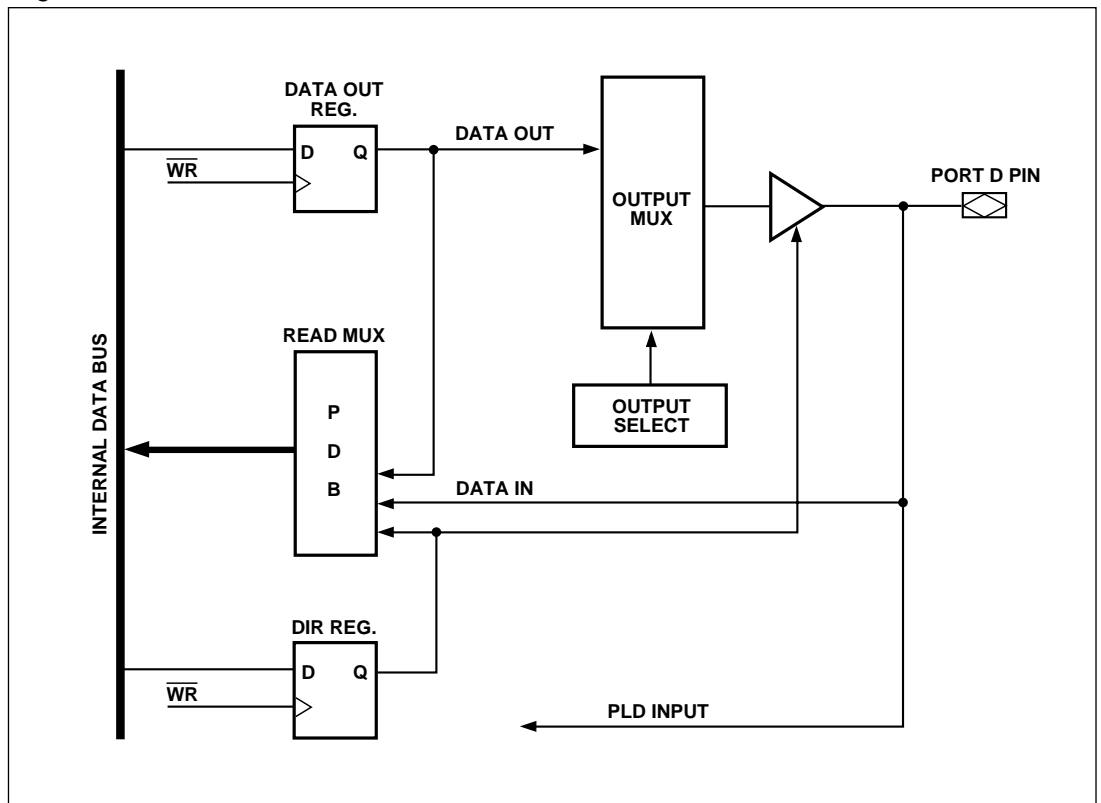 DATA OUT
REG.
D Q
WR
DATA OUT
OUTPUT
MUX
PORT D PIN
READ MUX
P
D
B
INTERNAL DATA BUS
OUTPUT
SELECT
DATA IN
DIR REG.
D Q
WR
PLD INPUT